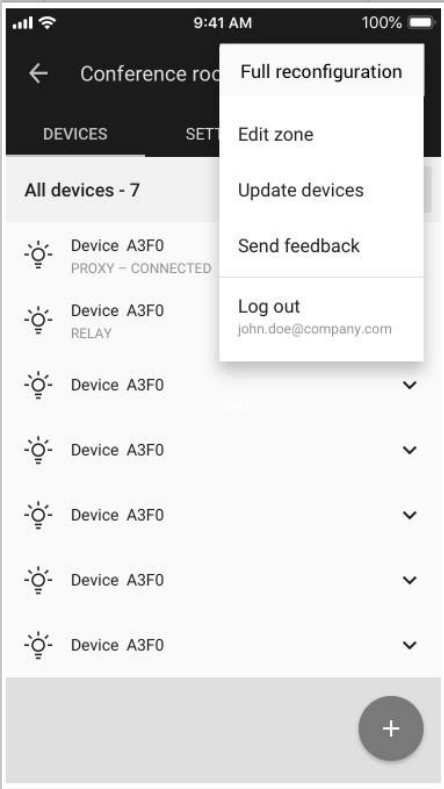 9:41 AM
100%
Conference roo
Full reconfiguration
DEVICES
SETT
Edit zone
All devices - 7
Update devices
Device A3F0
PROXY – CONNECTED
Send feedback
Device A3F0
RELAY
Log out
john.doe@company.com
Device A3F0
Device A3F0
Device A3F0
Device A3F0
Device A3F0
+